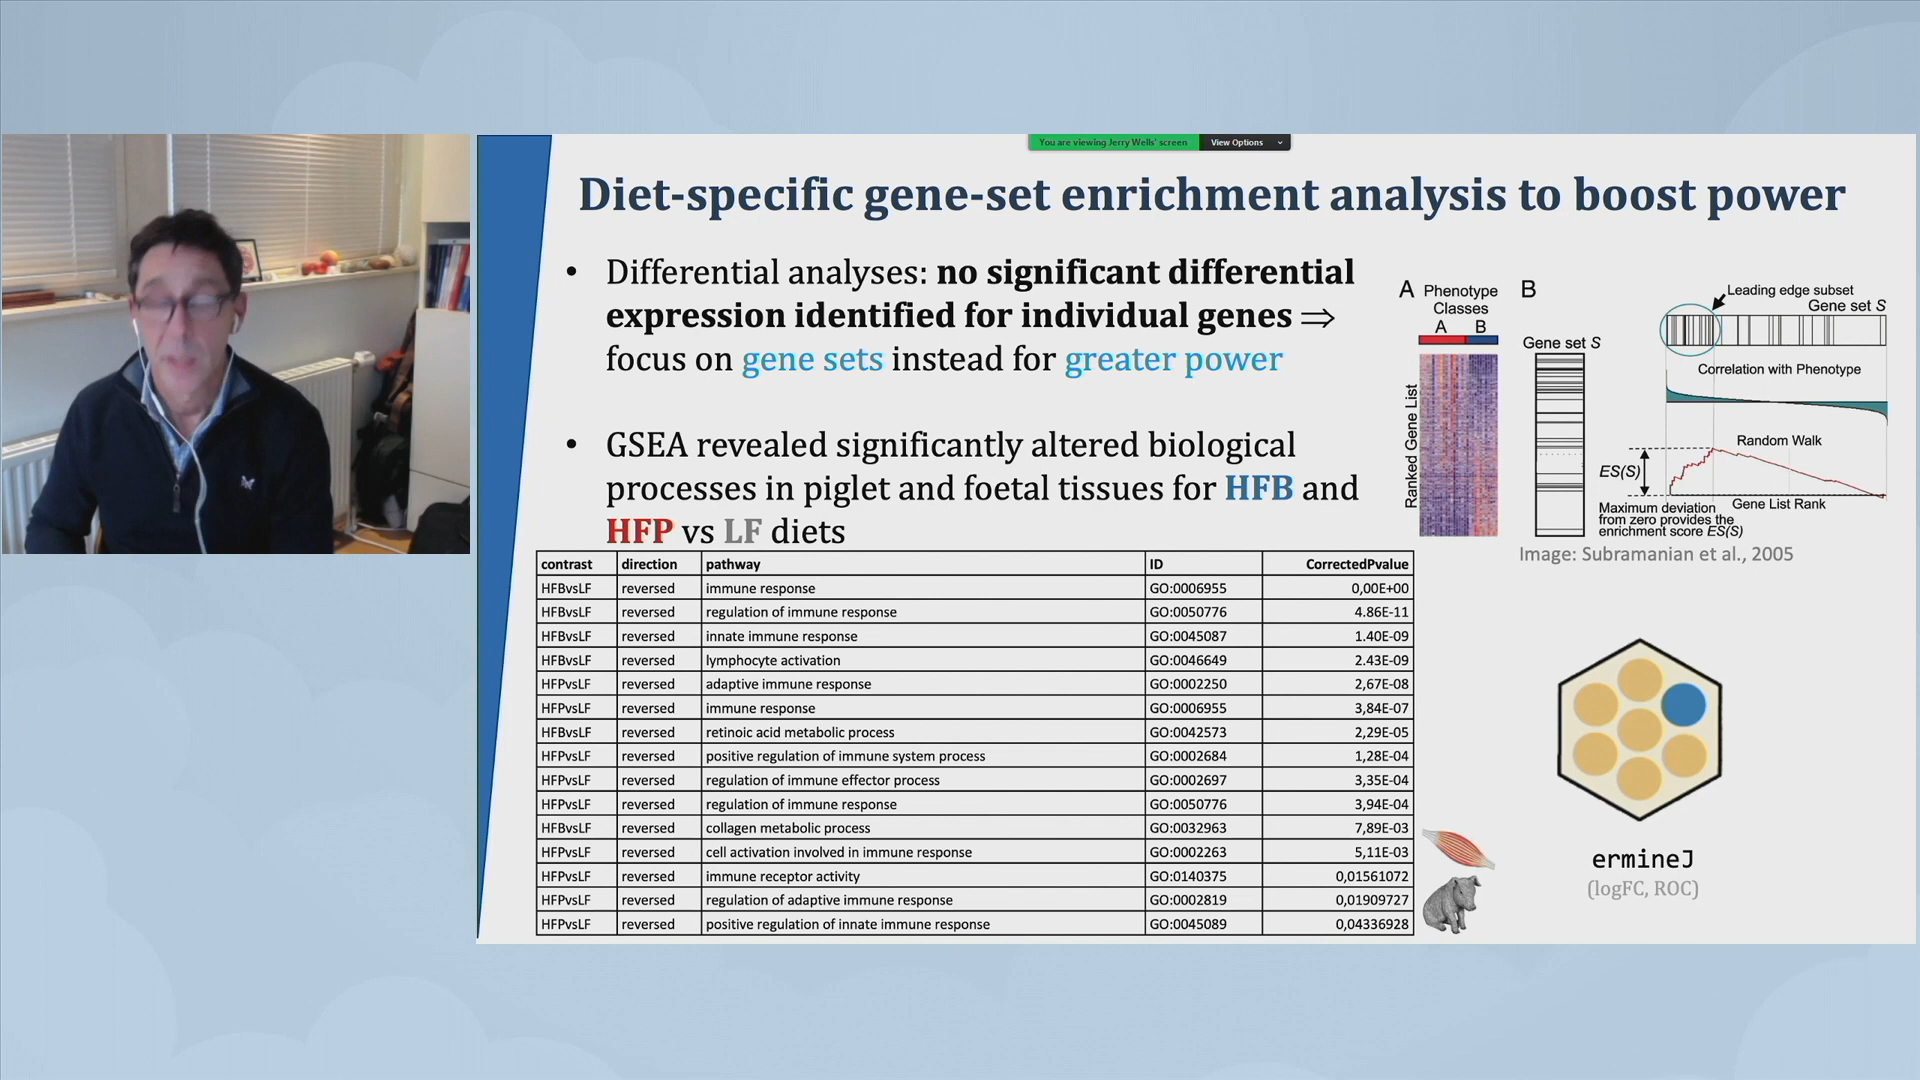 You are viewing Jerry Wells' screen
View Options
Diet-specific gene-set enrichment analysis to boost power
• Differential analyses: no significant differential
expression identified for individual genes ⇒
focus on gene sets instead for greater power
• GSEA revealed significantly altered biological
processes in piglet and foetal tissues for HFB and
HFP vs LF diets
A Phenotype
Classes
A B
Ranked Gene List
B
Gene set S
Leading edge subset
Gene set S
Correlation with Phenotype
Random Walk
ES(S)
Gene List Rank
Maximum deviation
from zero provides the
enrichment score ES(S)
Image: Subramanian et al., 2005
contrast direction pathway ID CorrectedPvalue
HFBvsLF reversed immune response GO:0006955 0,00E+00
HFBvsLF reversed regulation of immune response GO:0050776 4.86E-11
HFBvsLF reversed innate immune response GO:0045087 1.40E-09
HFBvsLF reversed lymphocyte activation GO:0046649 2.43E-09
HFPvsLF reversed adaptive immune response GO:0002250 2,67E-08
HFPvsLF reversed immune response GO:0006955 3,84E-07
HFBvsLF reversed retinoic acid metabolic process GO:0042573 2,29E-05
HFPvsLF reversed positive regulation of immune system process GO:0002684 1,28E-04
HFPvsLF reversed regulation of immune effector process GO:0002697 3,35E-04
HFPvsLF reversed regulation of immune response GO:0050776 3,94E-04
HFBvsLF reversed collagen metabolic process GO:0032963 7,89E-03
HFPvsLF reversed cell activation involved in immune response GO:0002263 5,11E-03
HFPvsLF reversed immune receptor activity GO:0140375 0,01561072
HFPvsLF reversed regulation of adaptive immune response GO:0002819 0,01909727
HFPvsLF reversed positive regulation of innate immune response GO:0045089 0,04336928
ermineJ
(logFC, ROC)